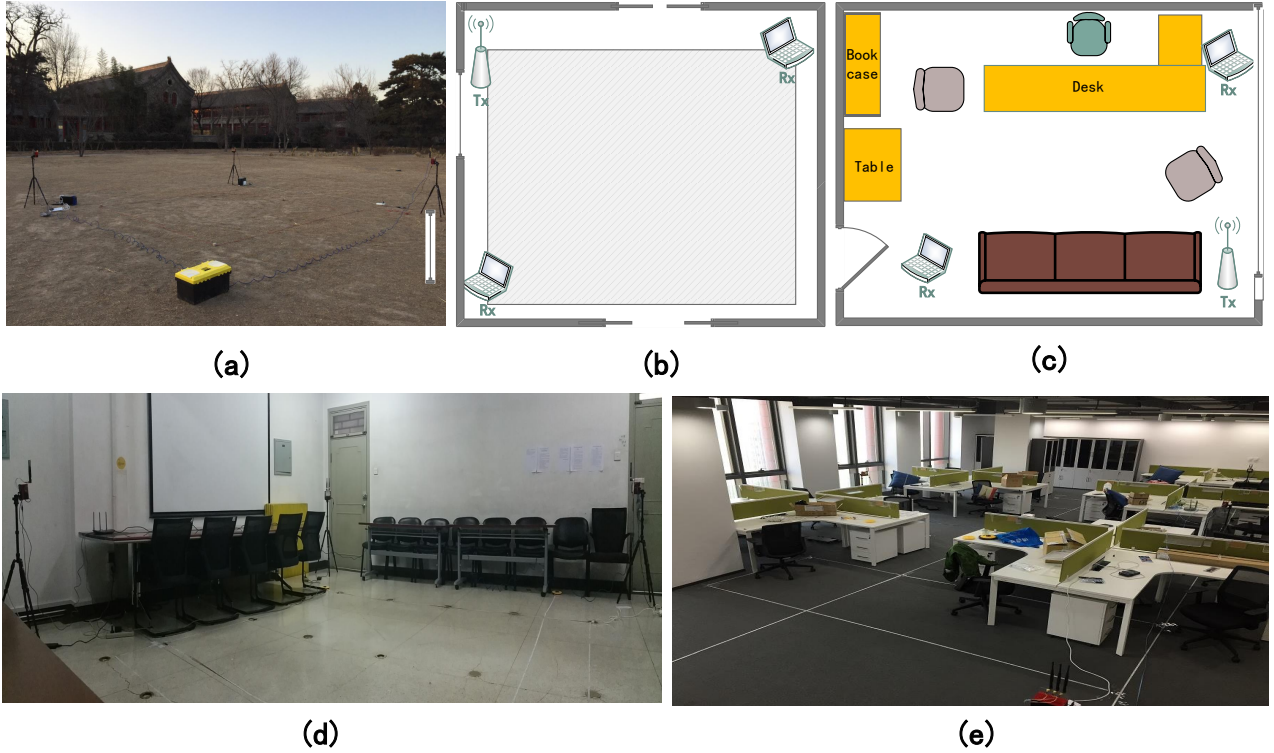 Tx
Rx
Rx
Book
case
Desk
Rx
Table
Rx
Tx
(a)
(b)
(c)
(d)
(e)